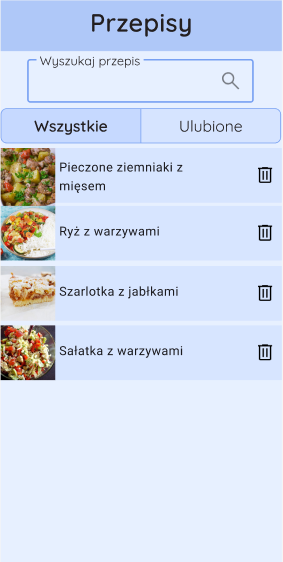 Przepisy
Wyszukaj przepis
Wszystkie
Ulubione
Pieczone ziemniaki z
mięsem
Ryż z warzywami
Szarlotka z jabłkami
Sałatka z warzywami